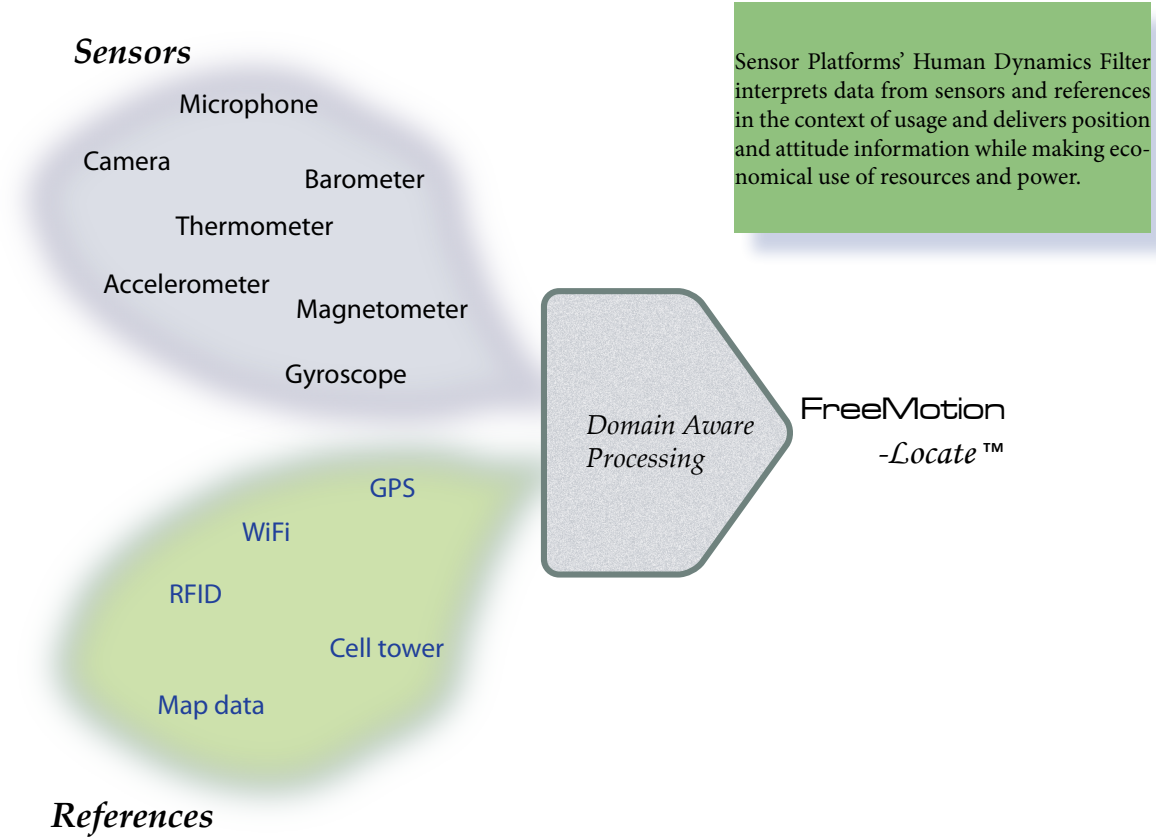 Sensors
Microphone
Camera
Barometer
Thermometer
Accelerometer
Magnetometer
Gyroscope
Sensor Platforms’ Human Dynamics Filter
interprets data from sensors and references
in the context of usage and delivers position
and attitude information while making eco-
nomical use of resources and power.
Domain Aware
Processing
FreeMotion
-Locate™
GPS
WiFi
RFID
Cell tower
Map data
References